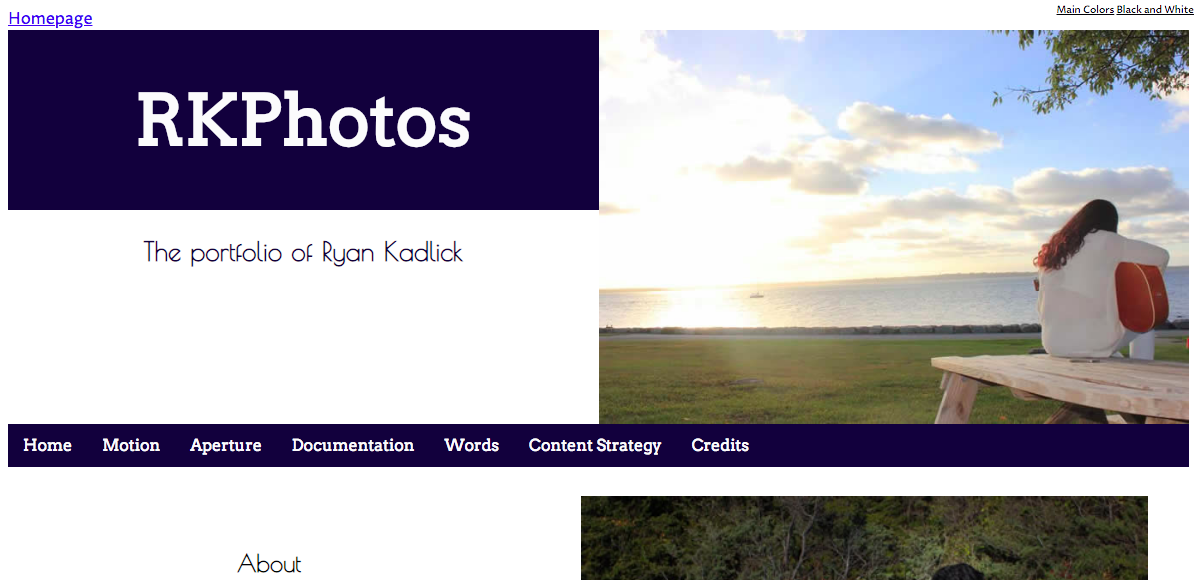 Homepage
Main Colors Black and White
RKPhotos
The portfolio of Ryan Kadlick
Home Motion Aperture Documentation Words Content Strategy Credits
About